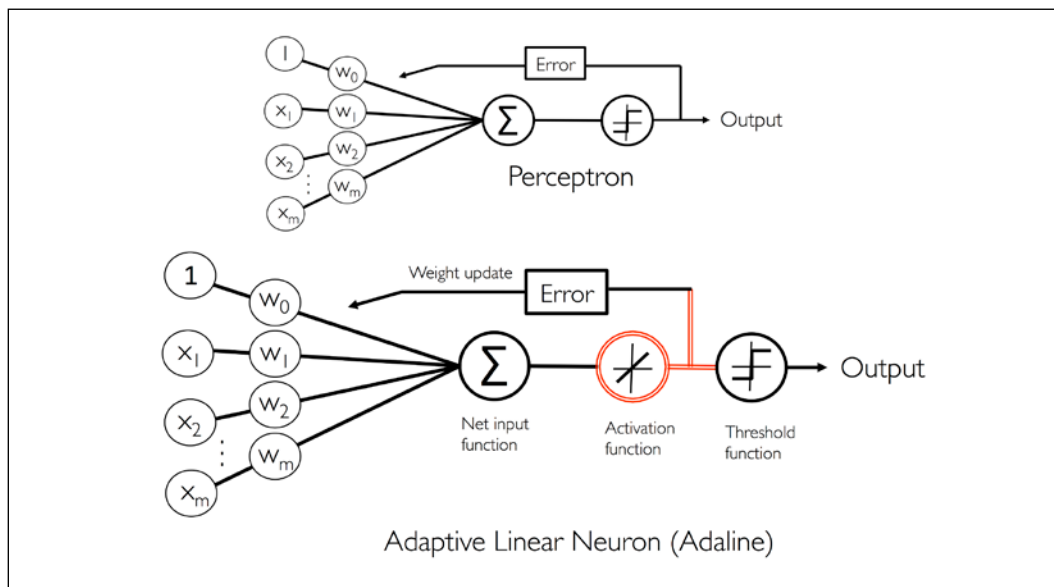 1
w0
Error
x1
w1
Σ
Output
x2
w2
Perceptron
wm
xm
1
Weight update
Error
w0
x1
w1
Σ
Output
x2
w2
Net input
function
Activation
function
Threshold
function
wm
xm
Adaptive Linear Neuron (Adaline)